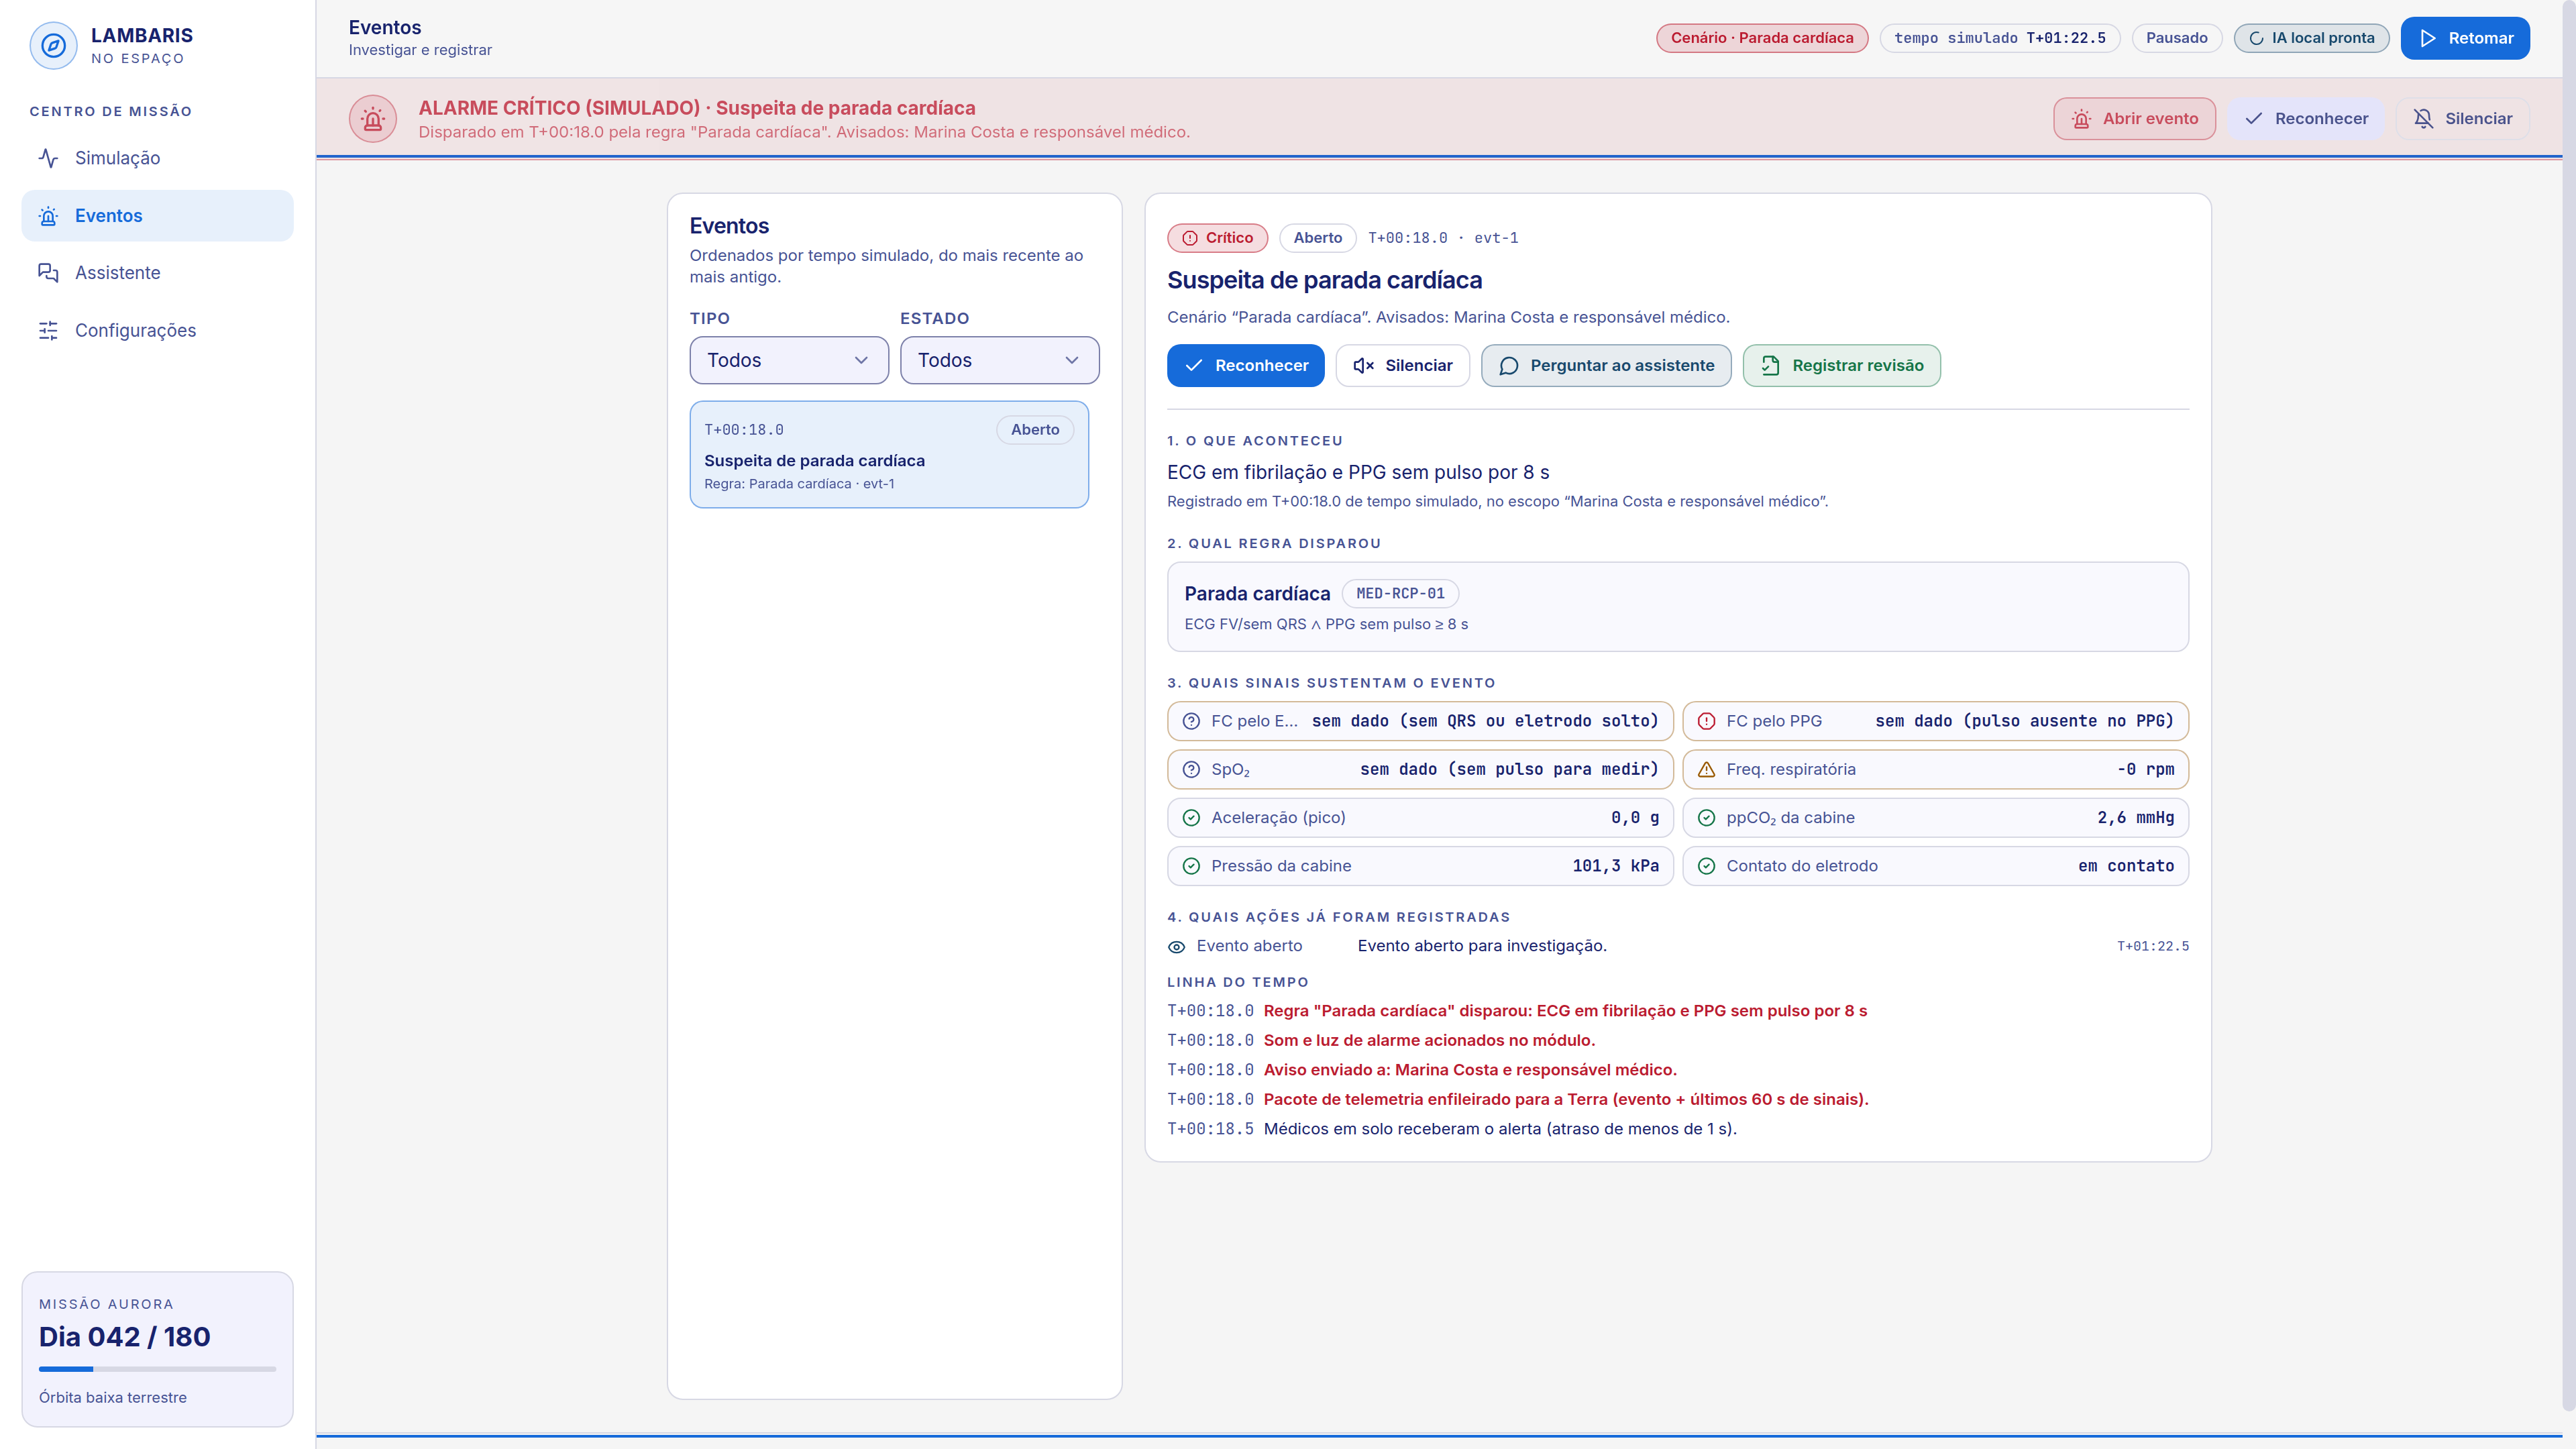 LAMBARIS
NO ESPAÇO
CENTRO DE MISSÃO
Simulação
Eventos
Assistente
Configurações
MISSÃO AURORA
Dia 042 / 180
Órbita baixa terrestre
Eventos
Investigar e registrar
Cenário · Parada cardíaca
tempo simulado T+01:22.5
Pausado
IA local pronta
Retomar
ALARME CRÍTICO (SIMULADO) · Suspeita de parada cardíaca
Disparado em T+00:18.0 pela regra "Parada cardíaca". Avisados: Marina Costa e responsável médico.
Abrir evento
Reconhecer
Silenciar
Eventos
Ordenados por tempo simulado, do mais recente ao
mais antigo.
TIPO
ESTADO
Todos
Todos
T+00:18.0
Aberto
Suspeita de parada cardíaca
Regra: Parada cardíaca · evt-1
Crítico
Aberto
T+00:18.0 · evt-1
Suspeita de parada cardíaca
Cenário “Parada cardíaca”. Avisados: Marina Costa e responsável médico.
Reconhecer
Silenciar
Perguntar ao assistente
Registrar revisão
1. O QUE ACONTECEU
ECG em fibrilação e PPG sem pulso por 8 s
Registrado em T+00:18.0 de tempo simulado, no escopo “Marina Costa e responsável médico”.
2. QUAL REGRA DISPAROU
Parada cardíaca MED-RCP-01
ECG FV/sem QRS ∧ PPG sem pulso ≥ 8 s
3. QUAIS SINAIS SUSTENTAM O EVENTO
FC pelo E... sem dado (sem QRS ou eletrodo solto)
FC pelo PPG sem dado (pulso ausente no PPG)
SpO₂ sem dado (sem pulso para medir)
Freq. respiratória -0 rpm
Aceleração (pico) 0,0 g
ppCO₂ da cabine 2,6 mmHg
Pressão da cabine 101,3 kPa
Contato do eletrodo em contato
4. QUAIS AÇÕES JÁ FORAM REGISTRADAS
Evento aberto Evento aberto para investigação. T+01:22.5
LINHA DO TEMPO
T+00:18.0 Regra "Parada cardíaca" disparou: ECG em fibrilação e PPG sem pulso por 8 s
T+00:18.0 Som e luz de alarme acionados no módulo.
T+00:18.0 Aviso enviado a: Marina Costa e responsável médico.
T+00:18.0 Pacote de telemetria enfileirado para a Terra (evento + últimos 60 s de sinais).
T+00:18.5 Médicos em solo receberam o alerta (atraso de menos de 1 s).